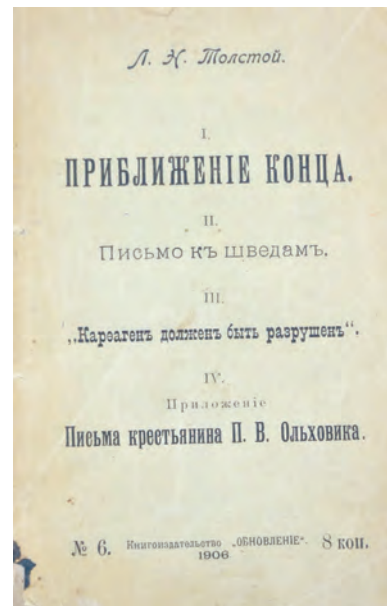 Л. Н. Толстой.
I.
ПРИБЛИЖЕНІЕ КОНЦА.
II.
Письмо къ шведамъ.
III.
„Карѳагенъ долженъ быть разрушенъ“.
IV.
Приложеніе
Письма крестьянина П. В. Ольховика.
№ 6. Книгоиздательство „ОБНОВЛЕНІЕ“. 8 коп.
1906